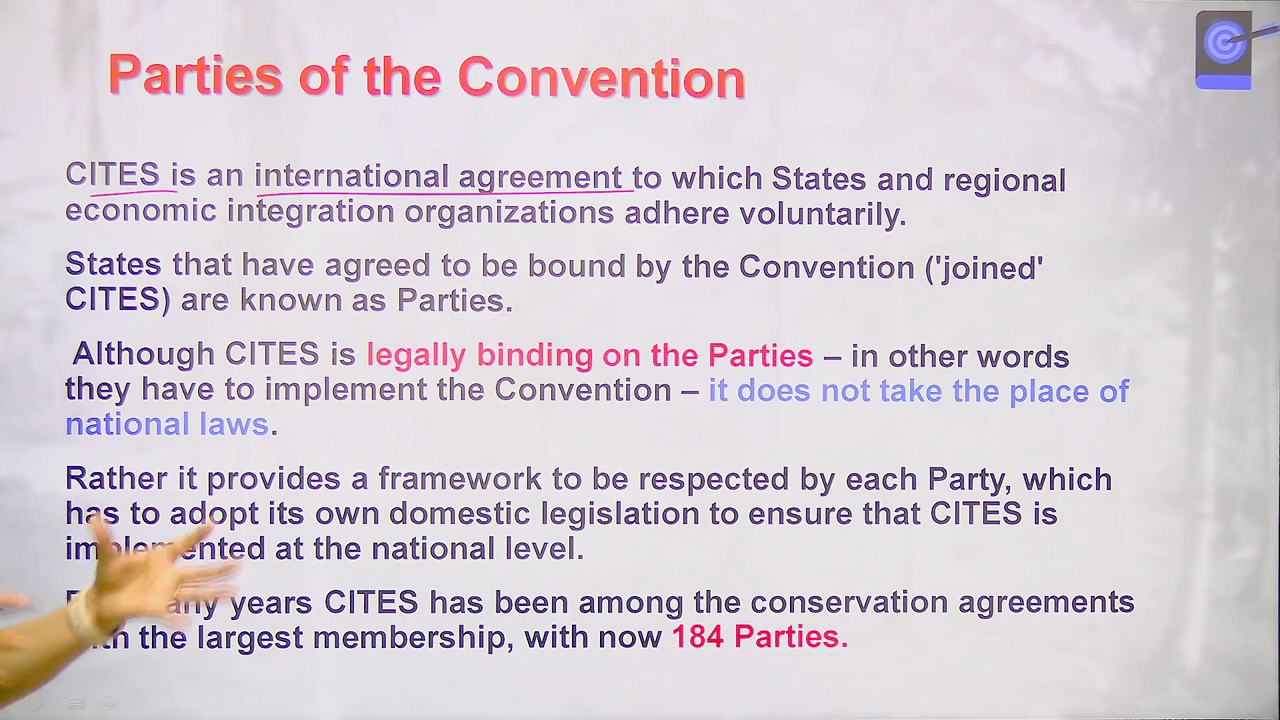 Parties of the Convention
CITES is an international agreement to which States and regional
economic integration organizations adhere voluntarily.
States that have agreed to be bound by the Convention ('joined'
CITES) are known as Parties.
Although CITES is legally binding on the Parties – in other words
they have to implement the Convention – it does not take the place of
national laws.
Rather it provides a framework to be respected by each Party, which
has to adopt its own domestic legislation to ensure that CITES is
implemented at the national level.
years CITES has been among the conservation agreements
the largest membership, with now 184 Parties.